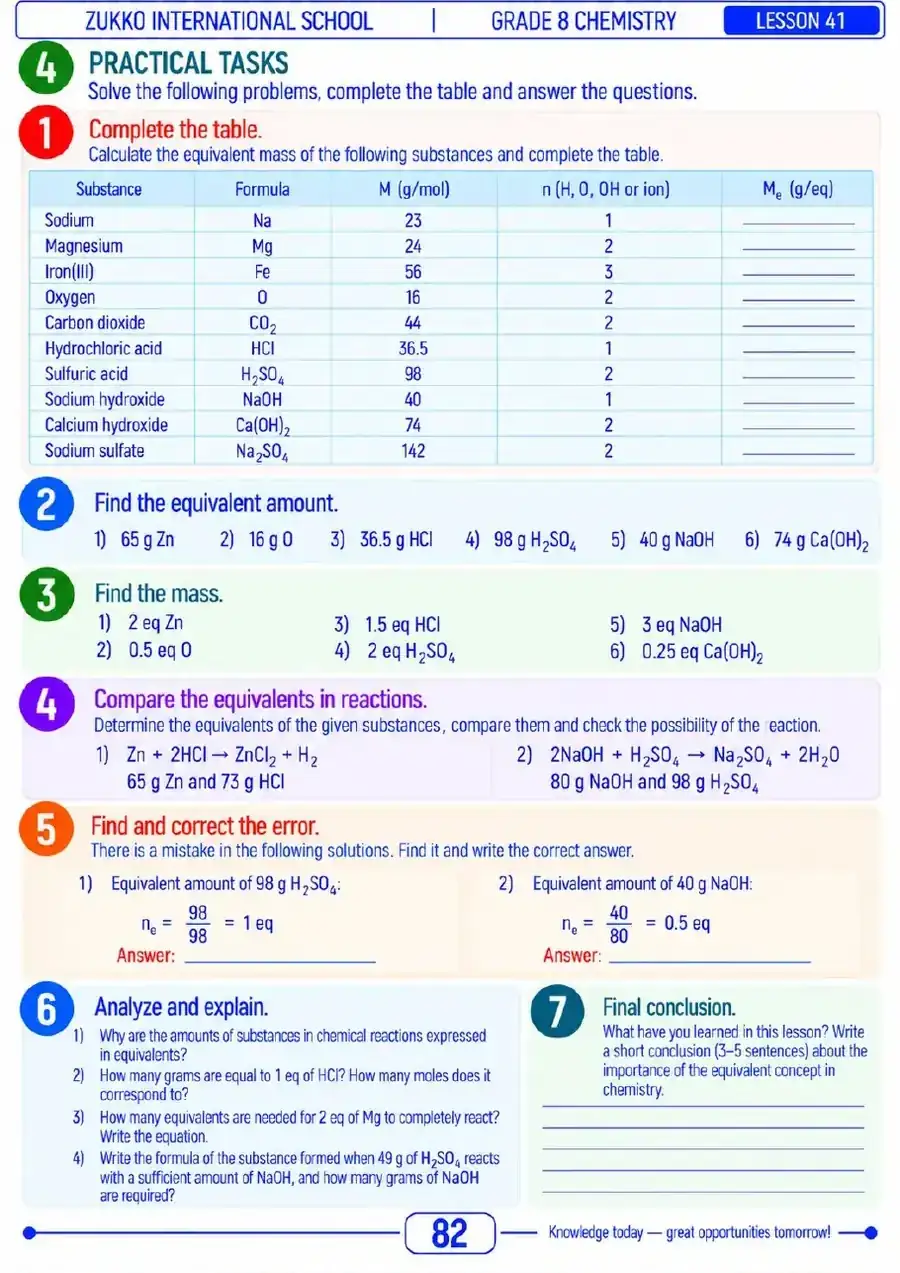 ZUKKO INTERNATIONAL SCHOOL | GRADE 8 CHEMISTRY LESSON 41
4 PRACTICAL TASKS
Solve the following problems, complete the table and answer the questions.
1 Complete the table.
Calculate the equivalent mass of the following substances and complete the table.
Substance Formula M (g/mol) n (H, O, OH or ion) Mₑ (g/eq)
Sodium Na 23 1
Magnesium Mg 24 2
Iron(III) Fe 56 3
Oxygen O 16 2
Carbon dioxide CO₂ 44 2
Hydrochloric acid HCl 36.5 1
Sulfuric acid H₂SO₄ 98 2
Sodium hydroxide NaOH 40 1
Calcium hydroxide Ca(OH)₂ 74 2
Sodium sulfate Na₂SO₄ 142 2
2 Find the equivalent amount.
1) 65 g Zn 2) 16 g O 3) 36.5 g HCl 4) 98 g H₂SO₄ 5) 40 g NaOH 6) 74 g Ca(OH)₂
3 Find the mass.
1) 2 eq Zn 3) 1.5 eq HCl 5) 3 eq NaOH
2) 0.5 eq O 4) 2 eq H₂SO₄ 6) 0.25 eq Ca(OH)₂
4 Compare the equivalents in reactions.
Determine the equivalents of the given substances, compare them and check the possibility of the reaction.
1) Zn + 2HCl → ZnCl₂ + H₂
65 g Zn and 73 g HCl
2) 2NaOH + H₂SO₄ → Na₂SO₄ + 2H₂O
80 g NaOH and 98 g H₂SO₄
5 Find and correct the error.
There is a mistake in the following solutions. Find it and write the correct answer.
1) Equivalent amount of 98 g H₂SO₄:
nₑ = 98/98 = 1 eq
Answer:
2) Equivalent amount of 40 g NaOH:
nₑ = 40/80 = 0.5 eq
Answer:
6 Analyze and explain.
1) Why are the amounts of substances in chemical reactions expressed
in equivalents?
2) How many grams are equal to 1 eq of HCl? How many moles does it
correspond to?
3) How many equivalents are needed for 2 eq of Mg to completely react?
Write the equation.
4) Write the formula of the substance formed when 49 g of H₂SO₄ reacts
with a sufficient amount of NaOH, and how many grams of NaOH
are required?
7 Final conclusion.
What have you learned in this lesson? Write
a short conclusion (3–5 sentences) about the
importance of the equivalent concept in
chemistry.
82
Knowledge today — great opportunities tomorrow!